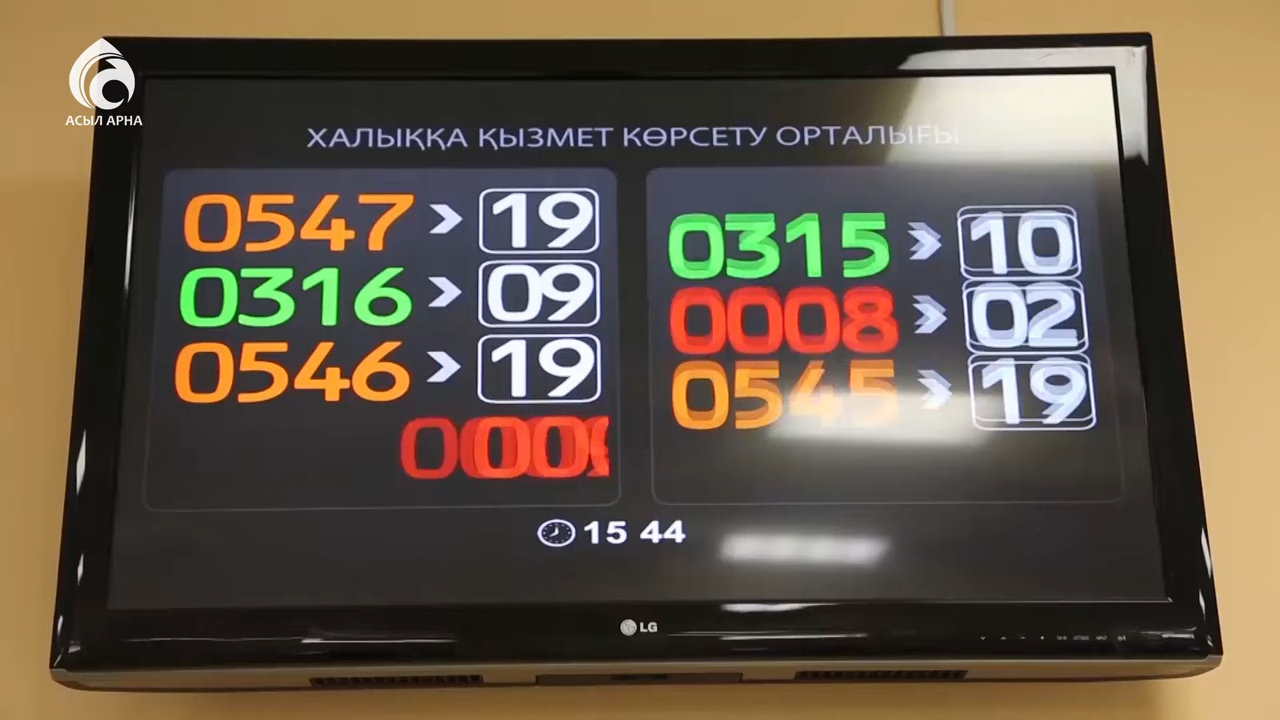 АСЫЛ АРНА
ХАЛЫҚҚА ҚЫЗМЕТ КӨРСЕТУ ОРТАЛЫҒЫ
0547 > 19
0316 > 09
0546 > 19
0315 > 10
0008 > 02
0545 > 19
15 44
LG